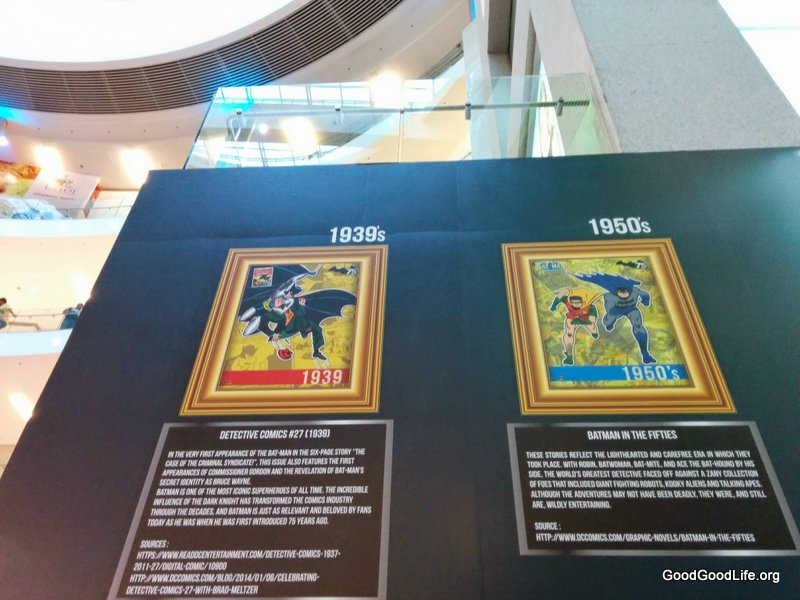 1939's
1950's
75
1939
75
1950's
DETECTIVE COMICS #27 (1939)
IN THE VERY FIRST APPEARANCE OF THE BAT-MAN IN THE SIX-PAGE STORY "THE
CASE OF THE CRIMINAL SYNDICATE!", THIS ISSUE ALSO FEATURES THE FIRST
APPEARANCES OF COMMISSIONER GORDON AND THE REVELATION OF BAT-MAN'S
SECRET IDENTITY AS BRUCE WAYNE.
BATMAN IS ONE OF THE MOST ICONIC SUPERHEROES OF ALL TIME. THE INCREDIBLE
INFLUENCE OF THE DARK KNIGHT HAS TRANSFORMED THE COMICS INDUSTRY
THROUGH THE DECADES, AND BATMAN IS JUST AS RELEVANT AND BELOVED BY FANS
TODAY AS HE WAS WHEN HE WAS FIRST INTRODUCED 75 YEARS AGO.
SOURCES :
HTTPS://WWW.READDCENTERTAINMENT.COM/DETECTIVE-COMICS-1937-
2011-27/DIGITAL-COMIC/10900
HTTP://WWW.DCCOMICS.COM/BLOG/2014/01/06/CELEBRATING-
DETECTIVE-COMICS-27-WITH-BRAD-MELTZER
BATMAN IN THE FIFTIES
THESE STORIES REFLECT THE LIGHTHEARTED AND CAREFREE ERA IN WHICH THEY
TOOK PLACE. WITH ROBIN, BATWOMAN, BAT-MITE, AND ACE THE BAT-HOUND BY HIS
SIDE, THE WORLD'S GREATEST DETECTIVE FACED OFF AGAINST A ZANY COLLECTION
OF FOES THAT INCLUDED GIANT FIGHTING ROBOTS, KOOKY ALIENS AND TALKING APES.
ALTHOUGH THE ADVENTURES MAY NOT HAVE BEEN DEADLY, THEY WERE, AND STILL
ARE, WILDLY ENTERTAINING.
SOURCE :
HTTP://WWW.DCCOMICS.COM/GRAPHIC-NOVELS/BATMAN-IN-THE-FIFTIES
GoodGoodLife.org